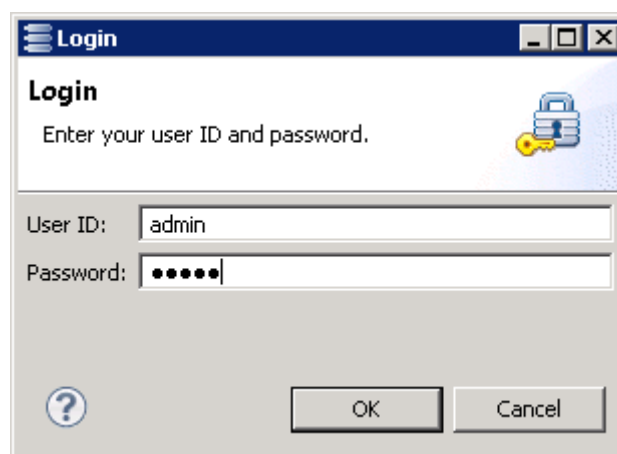 Login
Login
Enter your user ID and password.
User ID: admin
Password: ●●●●●
? OK Cancel